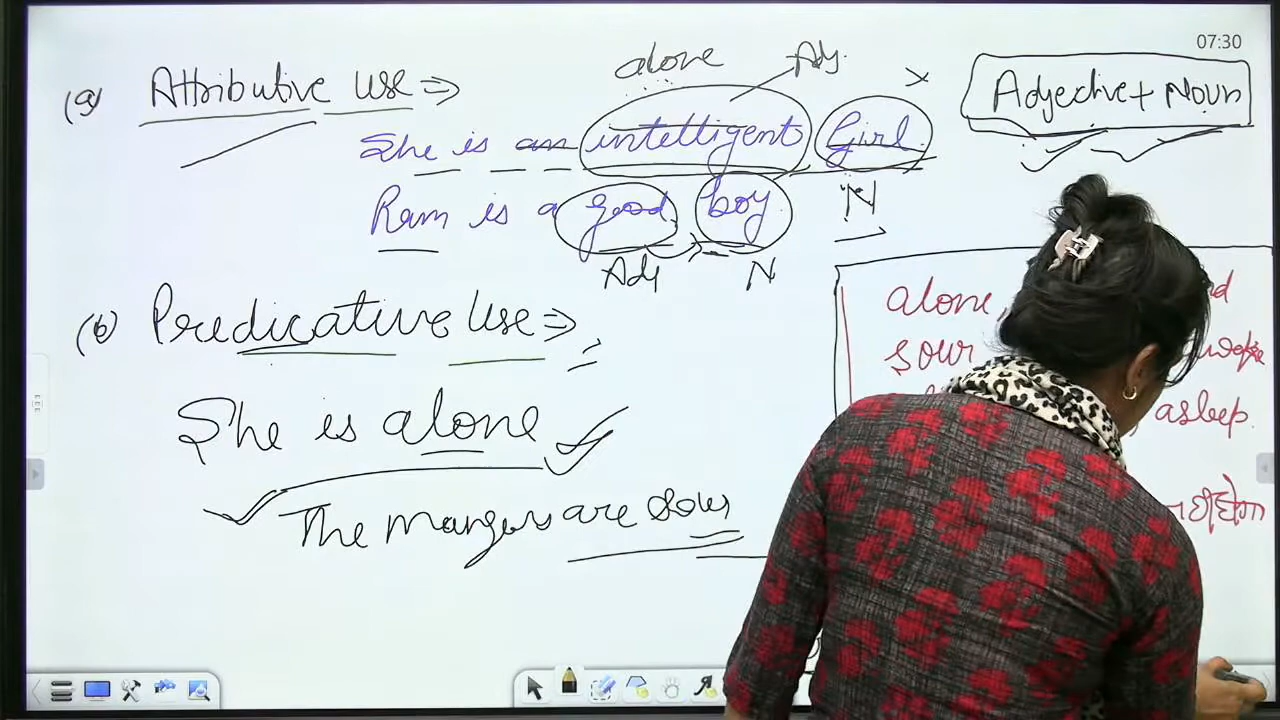 07:30
alone Adj. ×
(a) Attributive Use ⇒ Adjective + Noun
She is an intelligent Girl.
Ram is a good boy N
Adj N
(b) Predicative Use ⇒
alone,
sour
She is alone
asleep.
The mangoes are sour